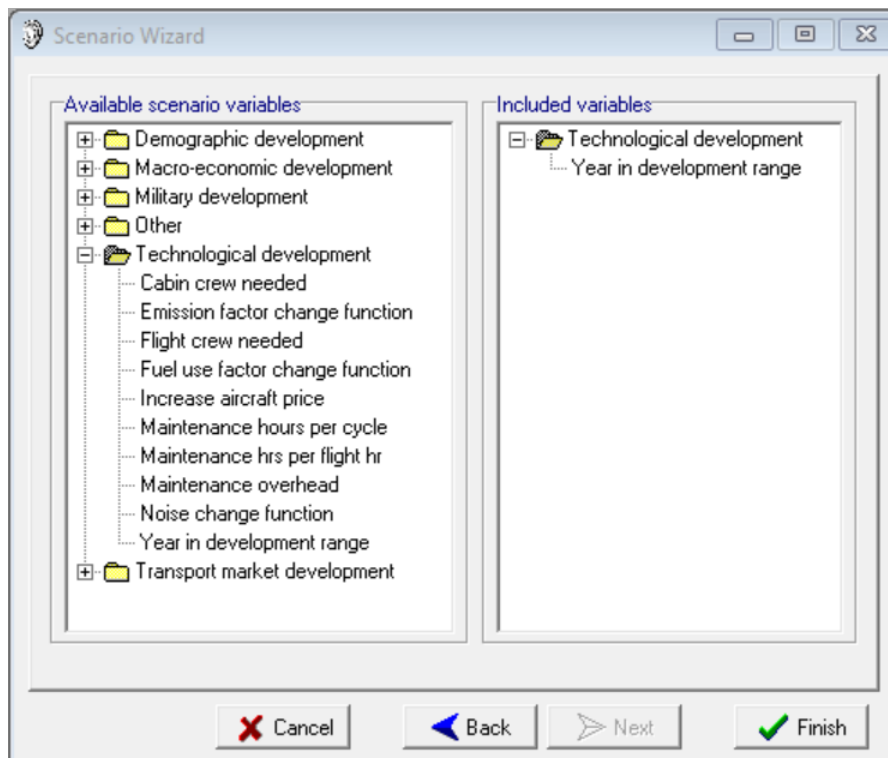 Scenario Wizard
Available scenario variables
Demographic development
Macro-economic development
Military development
Other
Technological development
Cabin crew needed
Emission factor change function
Flight crew needed
Fuel use factor change function
Increase aircraft price
Maintenance hours per cycle
Maintenance hrs per flight hr
Maintenance overhead
Noise change function
Year in development range
Transport market development
Included variables
Technological development
Year in development range
Cancel
Back
Next
Finish